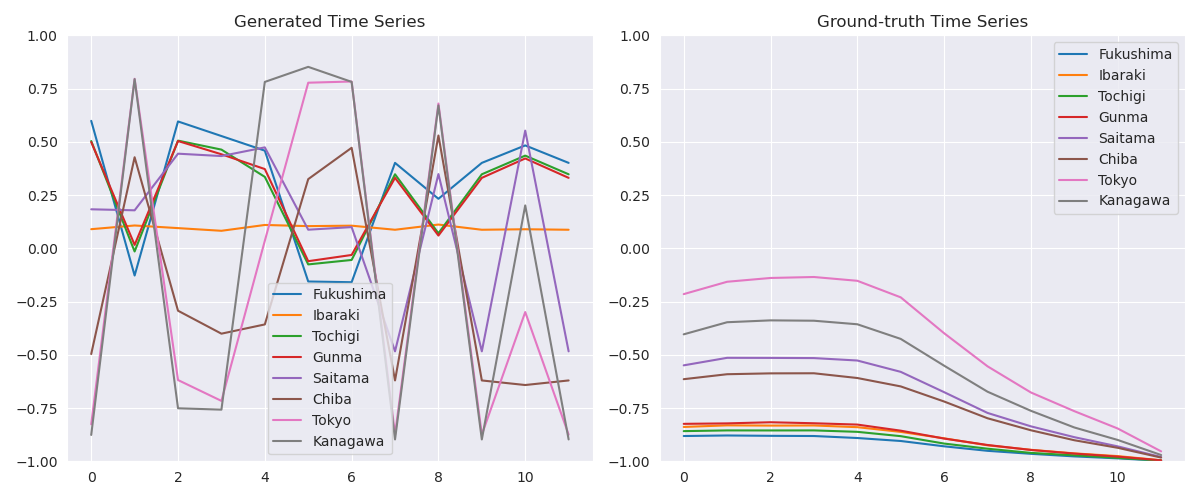 Generated Time Series
1.00
0.75
0.50
0.25
0.00
−0.25
−0.50
−0.75
−1.00
0
2
4
6
8
10
Fukushima
Ibaraki
Tochigi
Gunma
Saitama
Chiba
Tokyo
Kanagawa
Ground-truth Time Series
1.00
0.75
0.50
0.25
0.00
−0.25
−0.50
−0.75
−1.00
0
2
4
6
8
10
Fukushima
Ibaraki
Tochigi
Gunma
Saitama
Chiba
Tokyo
Kanagawa